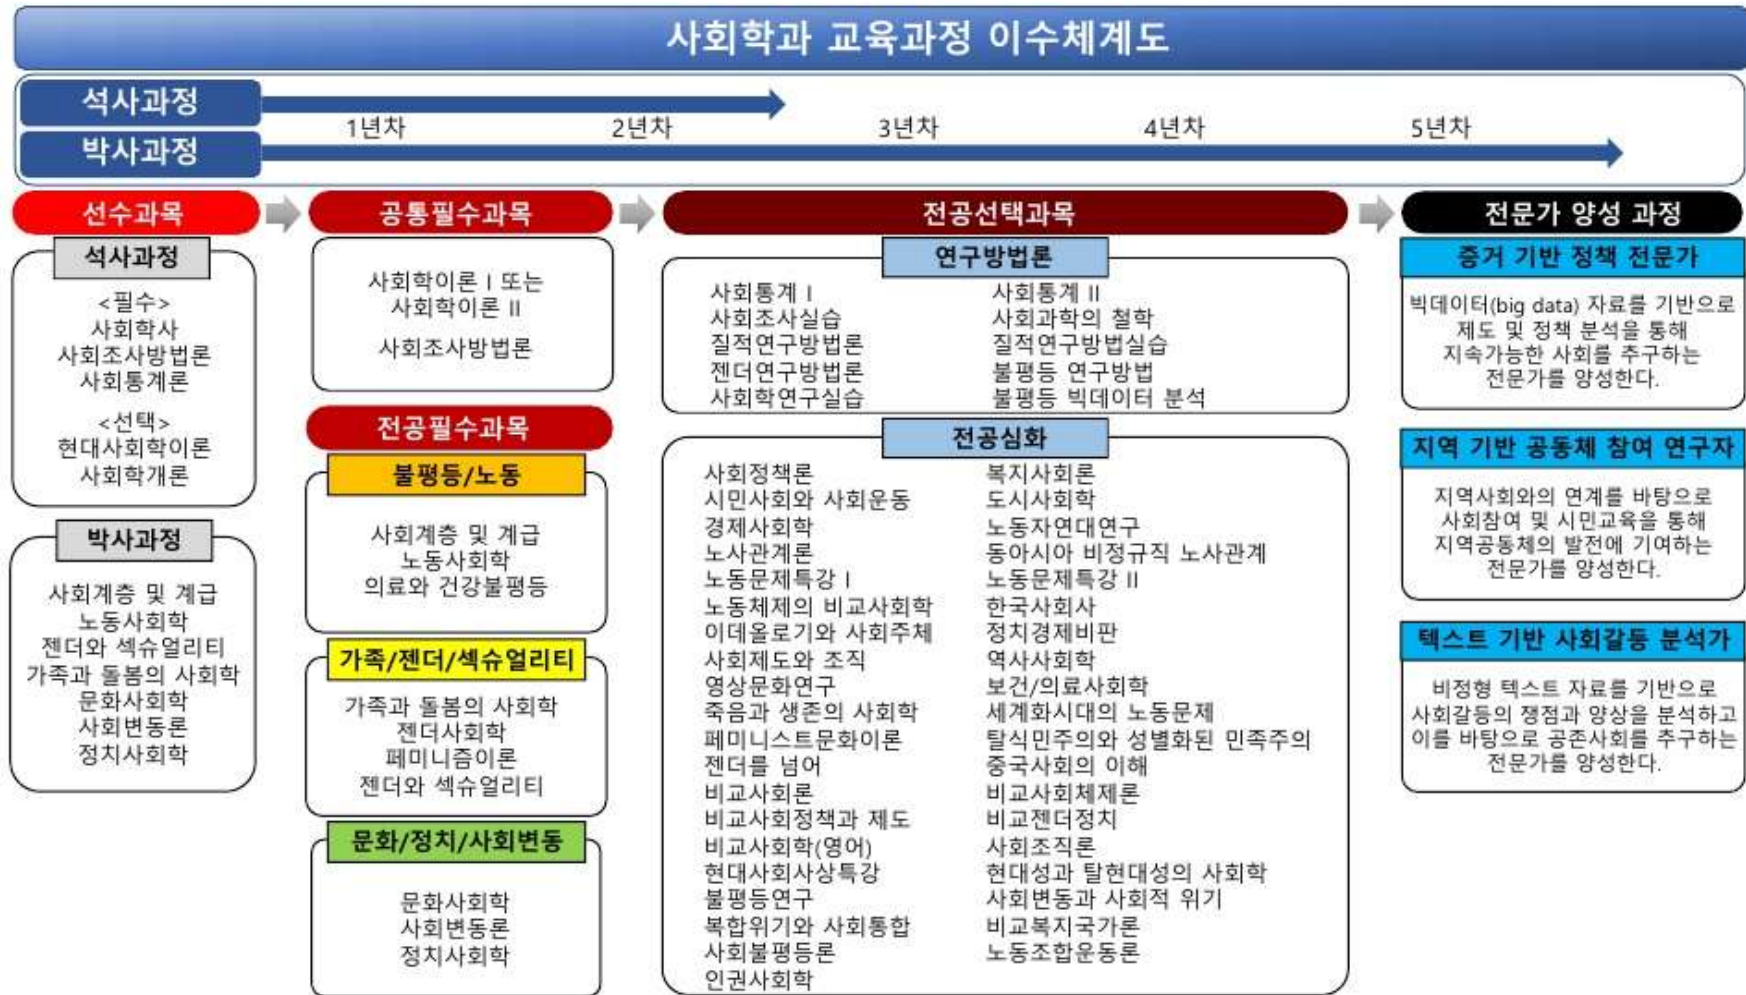 사회학과 교육과정 이수체계도
석사과정
1년차 2년차 3년차 4년차 5년차
박사과정
선수과목
석사과정
<필수>
사회학사
사회조사방법론
사회통계론
<선택>
현대사회학이론
사회학개론
박사과정
사회계층 및 계급
노동사회학
젠더와 섹슈얼리티
가족과 돌봄의 사회학
문화사회학
사회변동론
정치사회학
공통필수과목
사회학이론 I 또는
사회학이론 II
사회조사방법론
전공필수과목
불평등/노동
사회계층 및 계급
노동사회학
의료와 건강불평등
가족/젠더/섹슈얼리티
가족과 돌봄의 사회학
젠더사회학
페미니즘이론
젠더와 섹슈얼리티
문화/정치/사회변동
문화사회학
사회변동론
정치사회학
전공선택과목
연구방법론
사회통계 I 사회통계 II
사회조사실습 사회과학의 철학
질적연구방법론 질적연구방법실습
젠더연구방법론 불평등 연구방법
사회학연구실습 불평등 빅데이터 분석
전공심화
사회정책론 복지사회론
시민사회와 사회운동 도시사회학
경제사회학 노동자연대연구
노사관계론 동아시아 비정규직 노사관계
노동문제특강 I 노동문제특강 II
노동체제의 비교사회학 한국사회사
이데올로기와 사회주체 정치경제비판
사회제도와 조직 역사사회학
영상문화연구 보건/의료사회학
죽음과 생존의 사회학 세계화시대의 노동문제
페미니스트문화이론 탈식민주의와 성별화된 민족주의
젠더를 넘어 중국사회의 이해
비교사회론 비교사회체제론
비교사회정책과 제도 비교젠더정치
비교사회학(영어) 사회조직론
현대사회사상특강 현대성과 탈현대성의 사회학
불평등연구 사회변동과 사회적 위기
복합위기와 사회통합 비교복지국가론
사회불평등론 노동조합운동론
인권사회학
전문가 양성 과정
증거 기반 정책 전문가
빅데이터(big data) 자료를 기반으로
제도 및 정책 분석을 통해
지속가능한 사회를 추구하는
전문가를 양성한다.
지역 기반 공동체 참여 연구자
지역사회와의 연계를 바탕으로
사회참여 및 시민교육을 통해
지역공동체의 발전에 기여하는
전문가를 양성한다.
텍스트 기반 사회갈등 분석가
비정형 텍스트 자료를 기반으로
사회갈등의 쟁점과 양상을 분석하고
이를 바탕으로 공존사회를 추구하는
전문가를 양성한다.